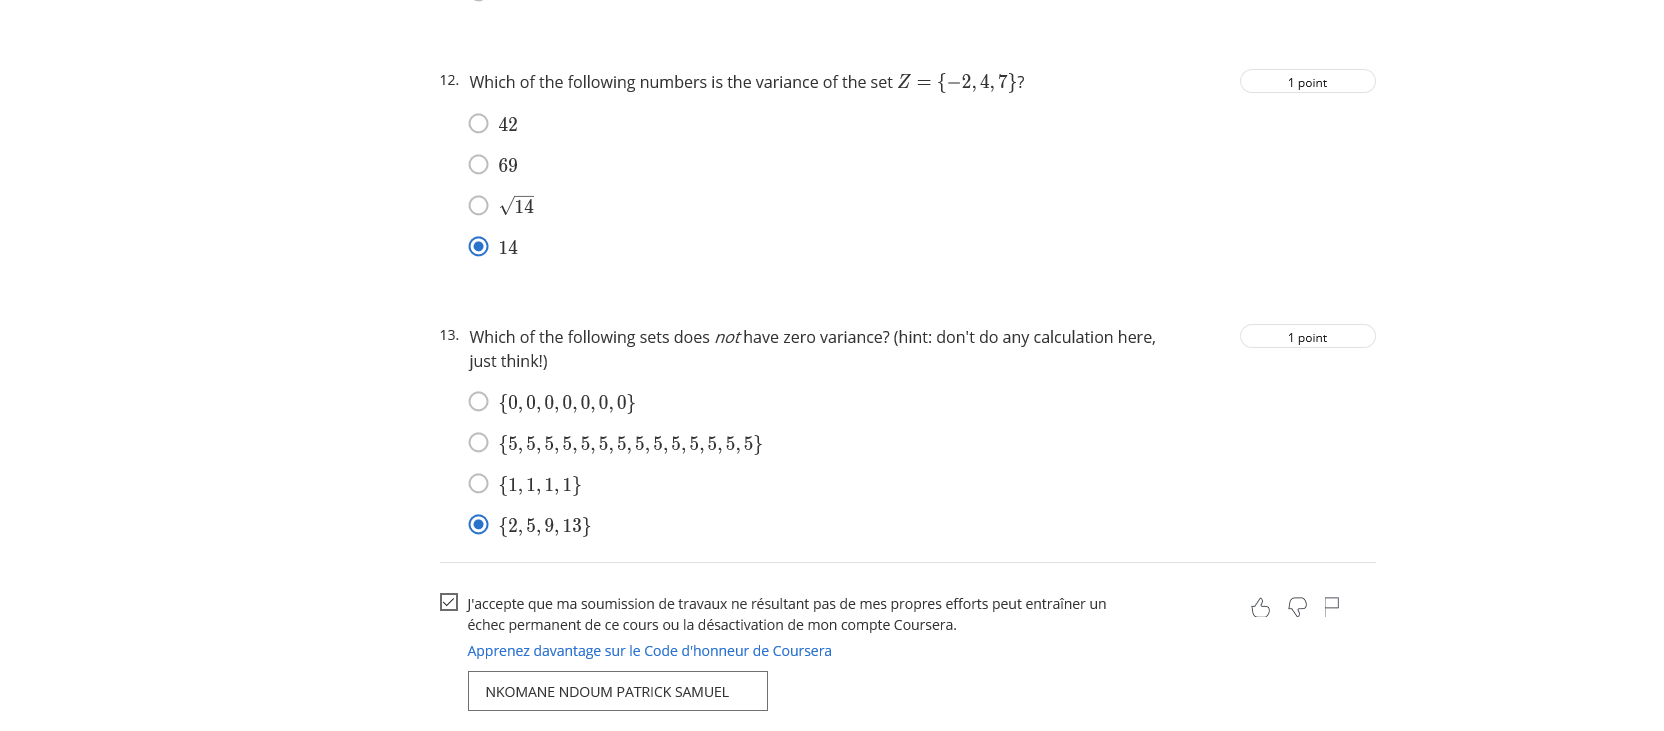 12. Which of the following numbers is the variance of the set Z = {−2, 4, 7}? 1 point
42
69
√14
14
13. Which of the following sets does not have zero variance? (hint: don't do any calculation here, 1 point
just think!)
{0, 0, 0, 0, 0, 0, 0}
{5, 5, 5, 5, 5, 5, 5, 5, 5, 5, 5, 5, 5, 5}
{1, 1, 1, 1}
{2, 5, 9, 13}
J'accepte que ma soumission de travaux ne résultant pas de mes propres efforts peut entraîner un
échec permanent de ce cours ou la désactivation de mon compte Coursera.
Apprenez davantage sur le Code d'honneur de Coursera
NKOMANE NDOUM PATRICK SAMUEL